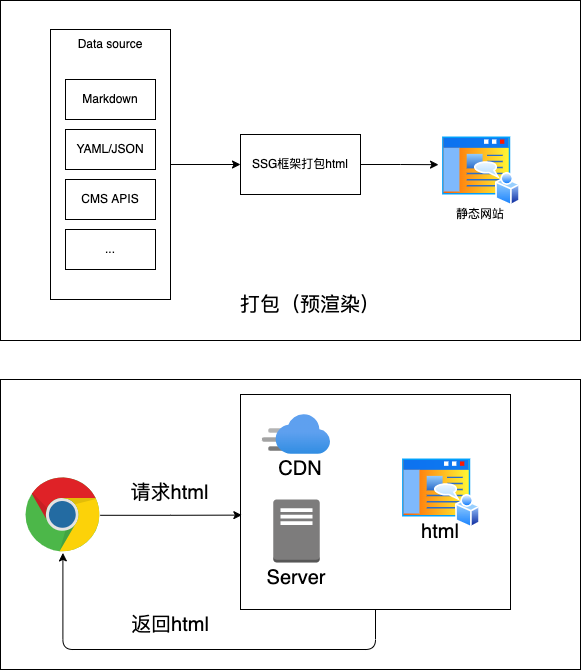 Data source
Markdown
YAML/JSON
CMS APIS
...
SSG框架打包html
静态网站
打包（预渲染）
CDN
请求html
html
Server
返回html